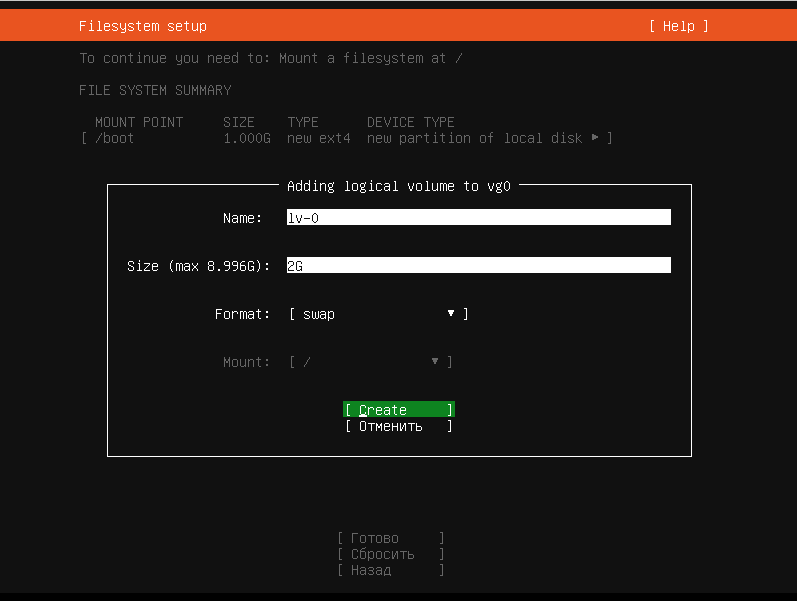 Filesystem setup [ Help ]
To continue you need to: Mount a filesystem at /
FILE SYSTEM SUMMARY
MOUNT POINT SIZE TYPE DEVICE TYPE
[ /boot 1.000G new ext4 new partition of local disk ▸ ]
Adding logical volume to vg0
Name: lv-0
Size (max 8.996G): 2G
Format: [ swap ▾ ]
Mount: [ / ▾ ]
[ Create ]
[ Отменить ]
[ Готово ]
[ Сбросить ]
[ Назад ]